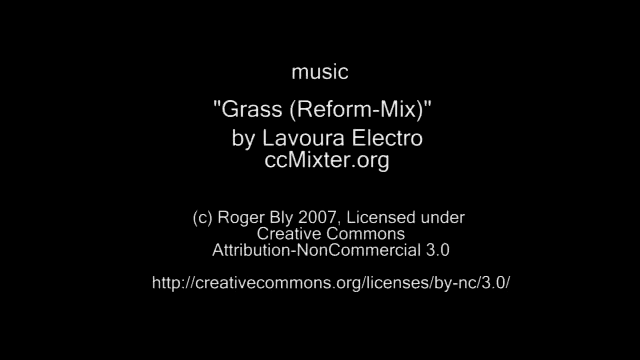 music
"Grass (Reform-Mix)"
by Lavoura Electro
ccMixter.org
(c) Roger Bly 2007, Licensed under
Creative Commons
Attribution-NonCommercial 3.0
http://creativecommons.org/licenses/by-nc/3.0/